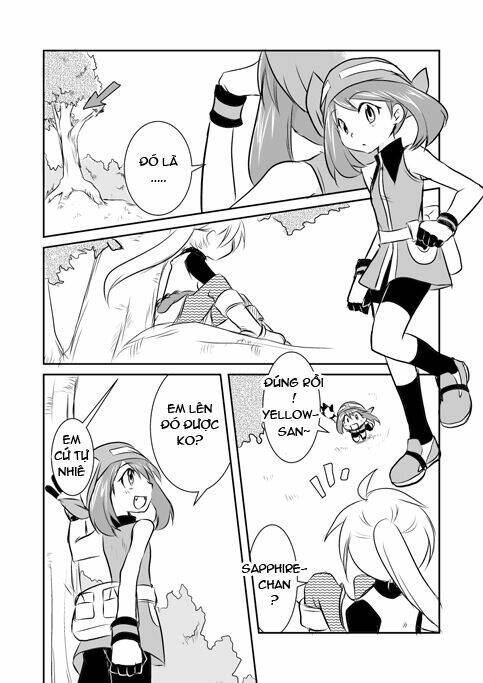 ĐÓ LÀ
.....
ĐÚNG RỒI
!
YELLOW-
SAN~
SAPPHIRE-
CHAN
?
EM LÊN
ĐÓ ĐƯỢC
KO?
EM
CỨ TỰ
NHIÊ